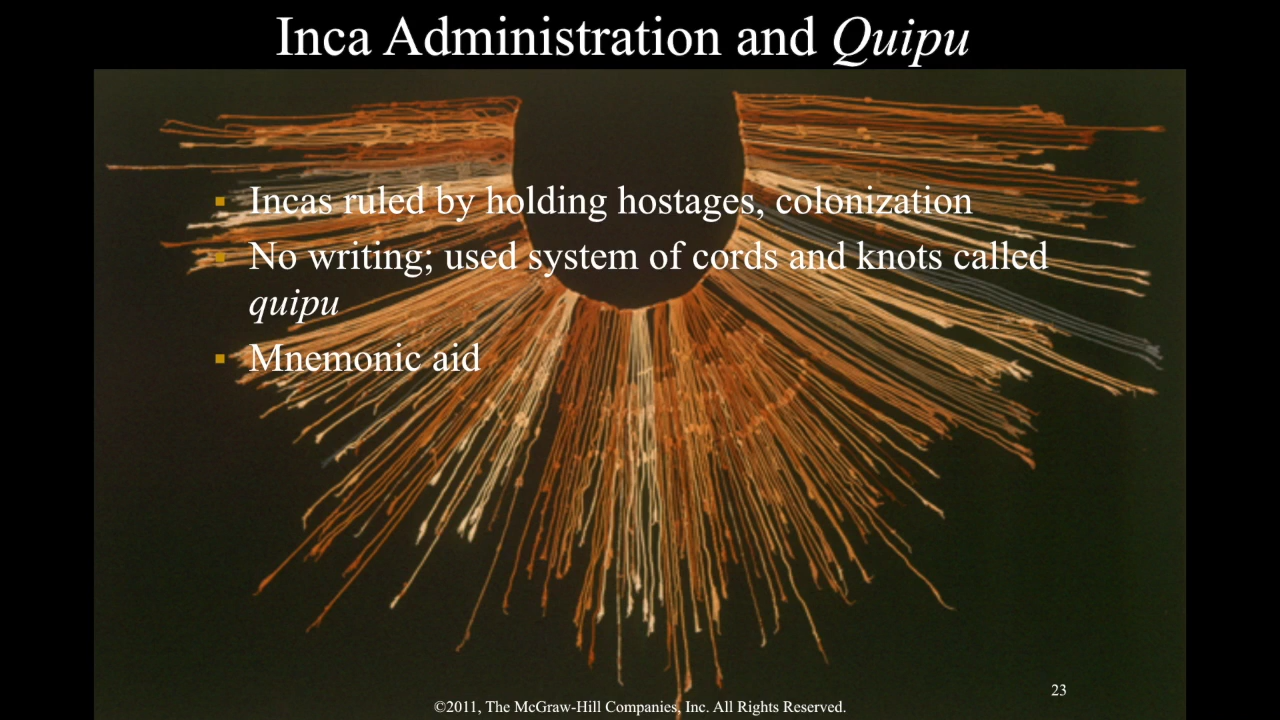 Inca Administration and Quipu
▪ Incas ruled by holding hostages, colonization
▪ No writing; used system of cords and knots called
quipu
▪ Mnemonic aid
23
©2011, The McGraw-Hill Companies, Inc. All Rights Reserved.